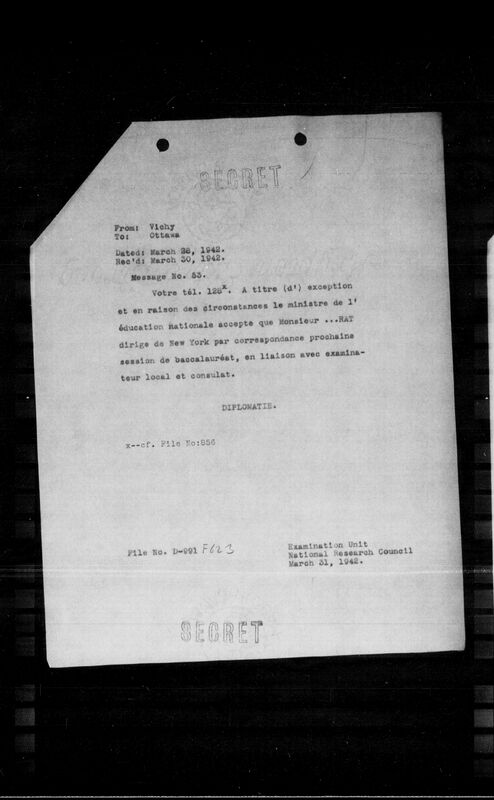 SECRET
From: Vichy
To: Ottawa
Dated: March 28, 1942.
Rec'd: March 30, 1942.
Message No. 53.
Votre tél. 128x. A titre (d') exception
et en raison des circonstances le ministre de l'
éducation nationale accepte que Monsieur ...RAT
dirige de New York par correspondance prochaine
session de baccalauréat, en liaison avec examina-
teur local et consulat.
DIPLOMATIE.
x--cf. File No:856
File No. D-991 F623
Examination Unit
National Research Council
March 31, 1942.
SECRET